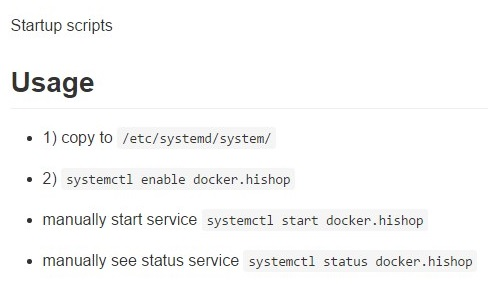 Startup scripts
Usage
• 1) copy to /etc/systemd/system/
• 2) systemctl enable docker.hishop
• manually start service systemctl start docker.hishop
• manually see status service systemctl status docker.hishop